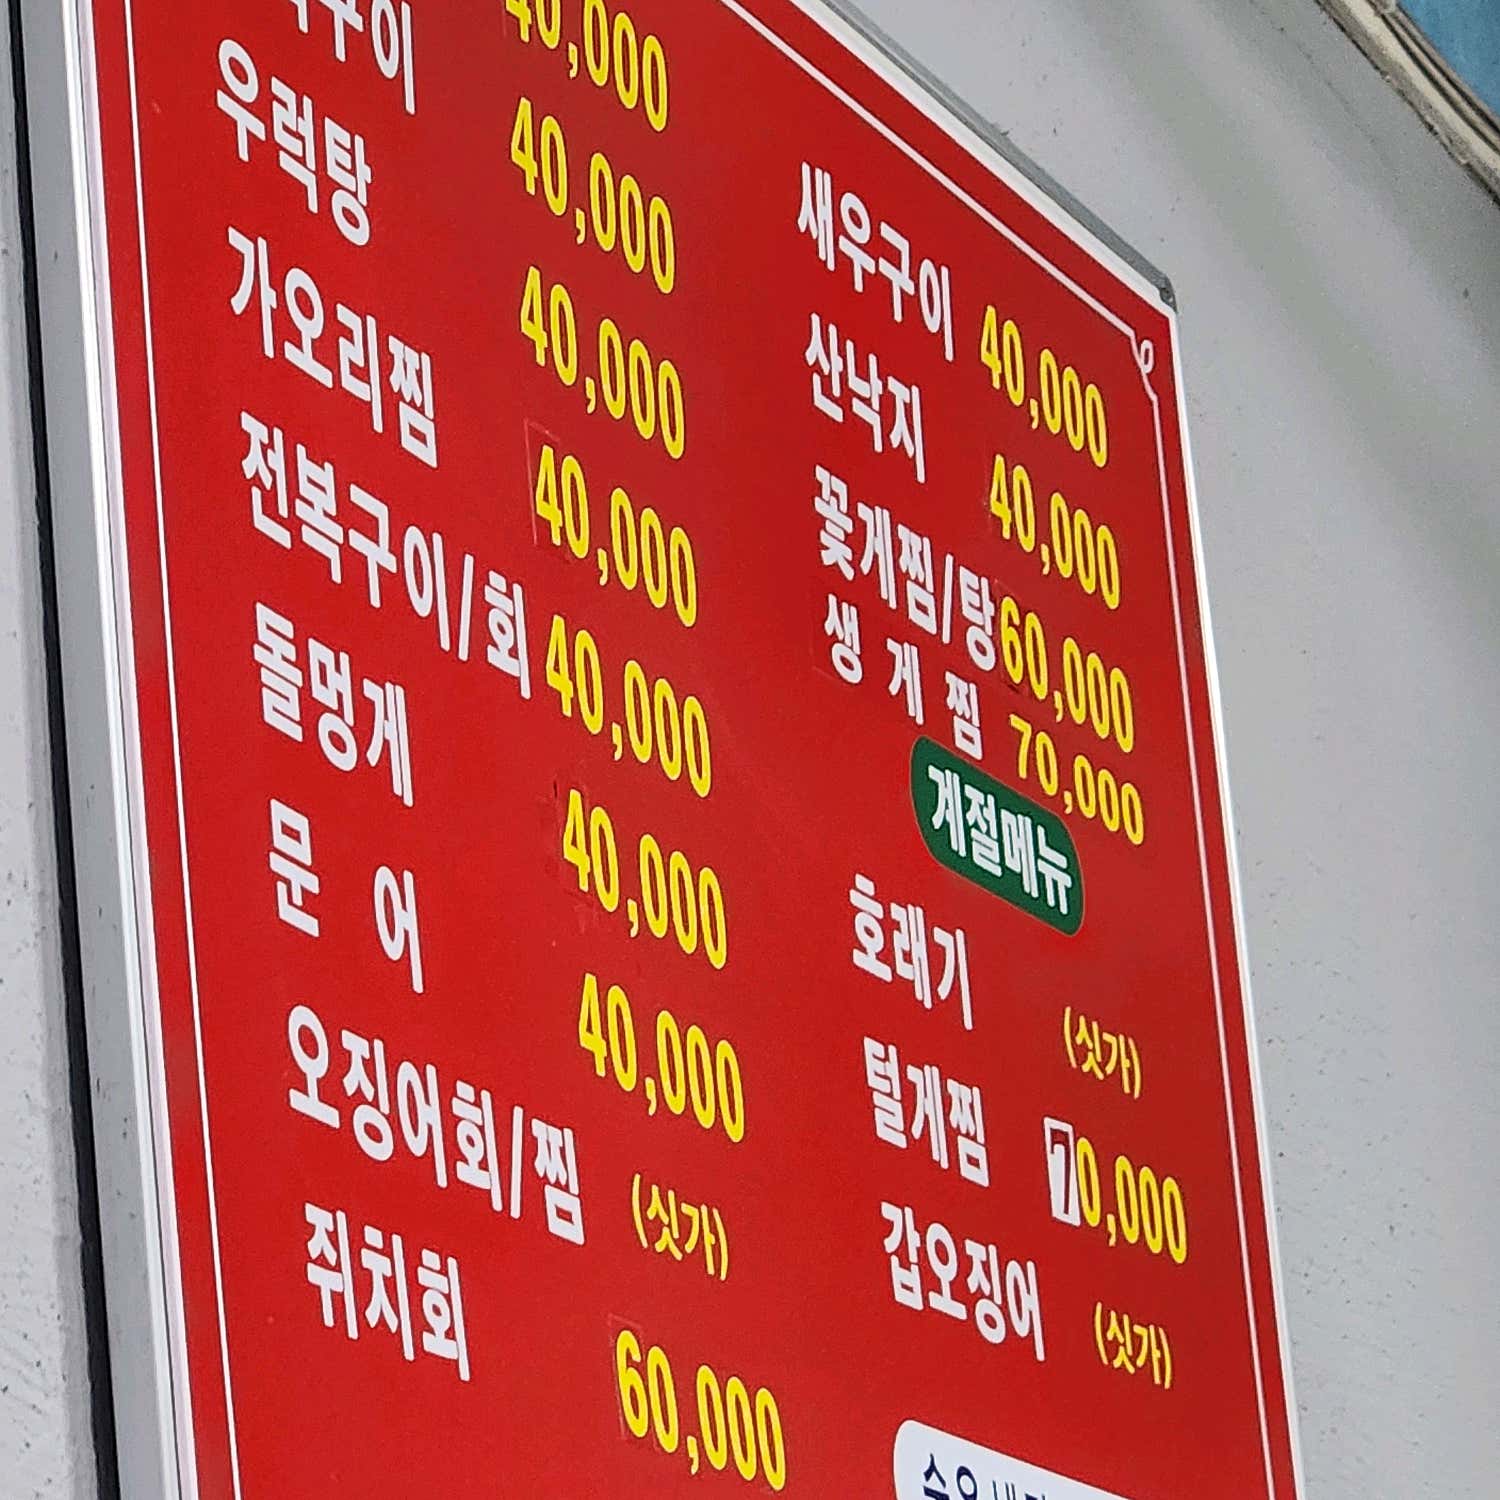 40,000
구이 40,000
우럭탕 40,000
가오리찜 40,000
전복구이/회 40,000
돌멍게 40,000
문 어 40,000
오징어회/찜 (싯가)
쥐치회 60,000
새우구이 40,000
산낙지 40,000
꽃게찜/탕 60,000
생 게 찜 70,000
계절메뉴
호래기 (싯가)
털게찜
갑오징어 (싯가)